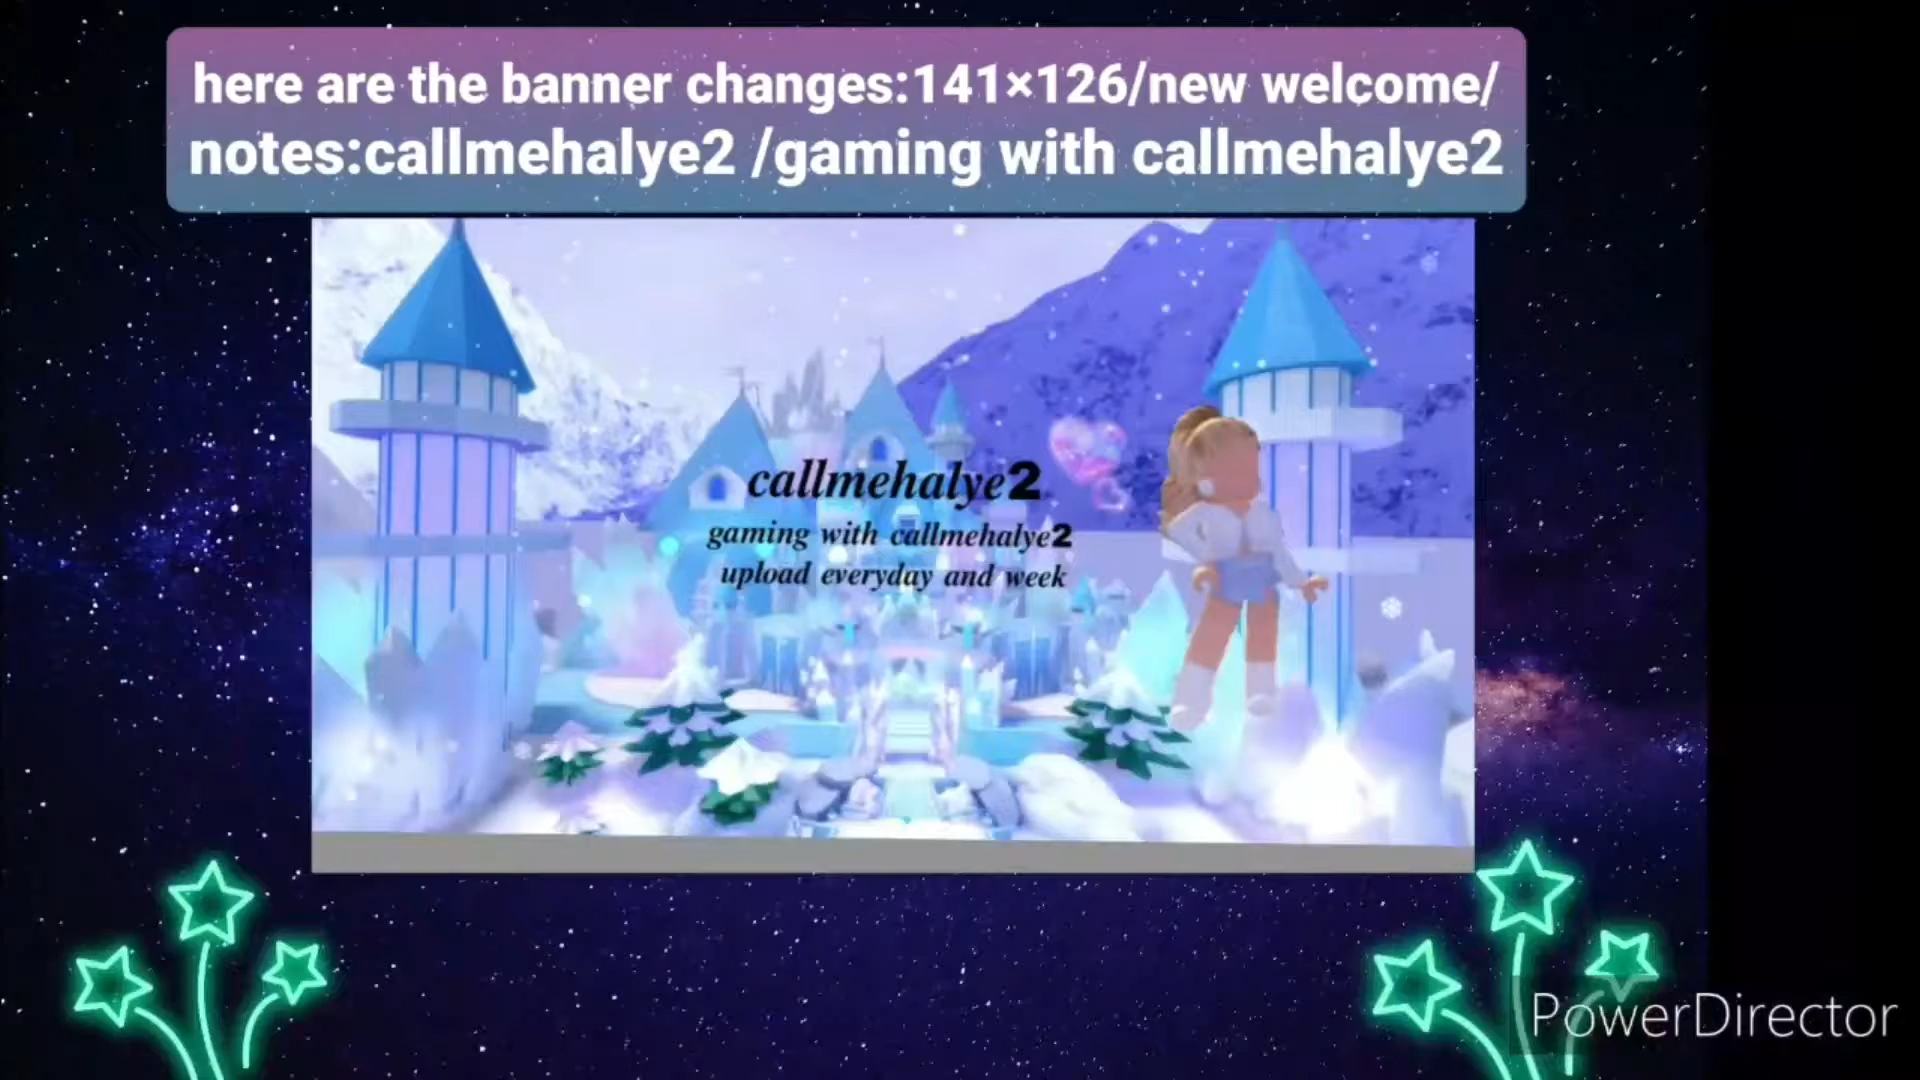 here are the banner changes:141×126/new welcome/
notes:callmehalye2 /gaming with callmehalye2
callmehalye2
gaming with callmehalye2
upload everyday and week
PowerDirector